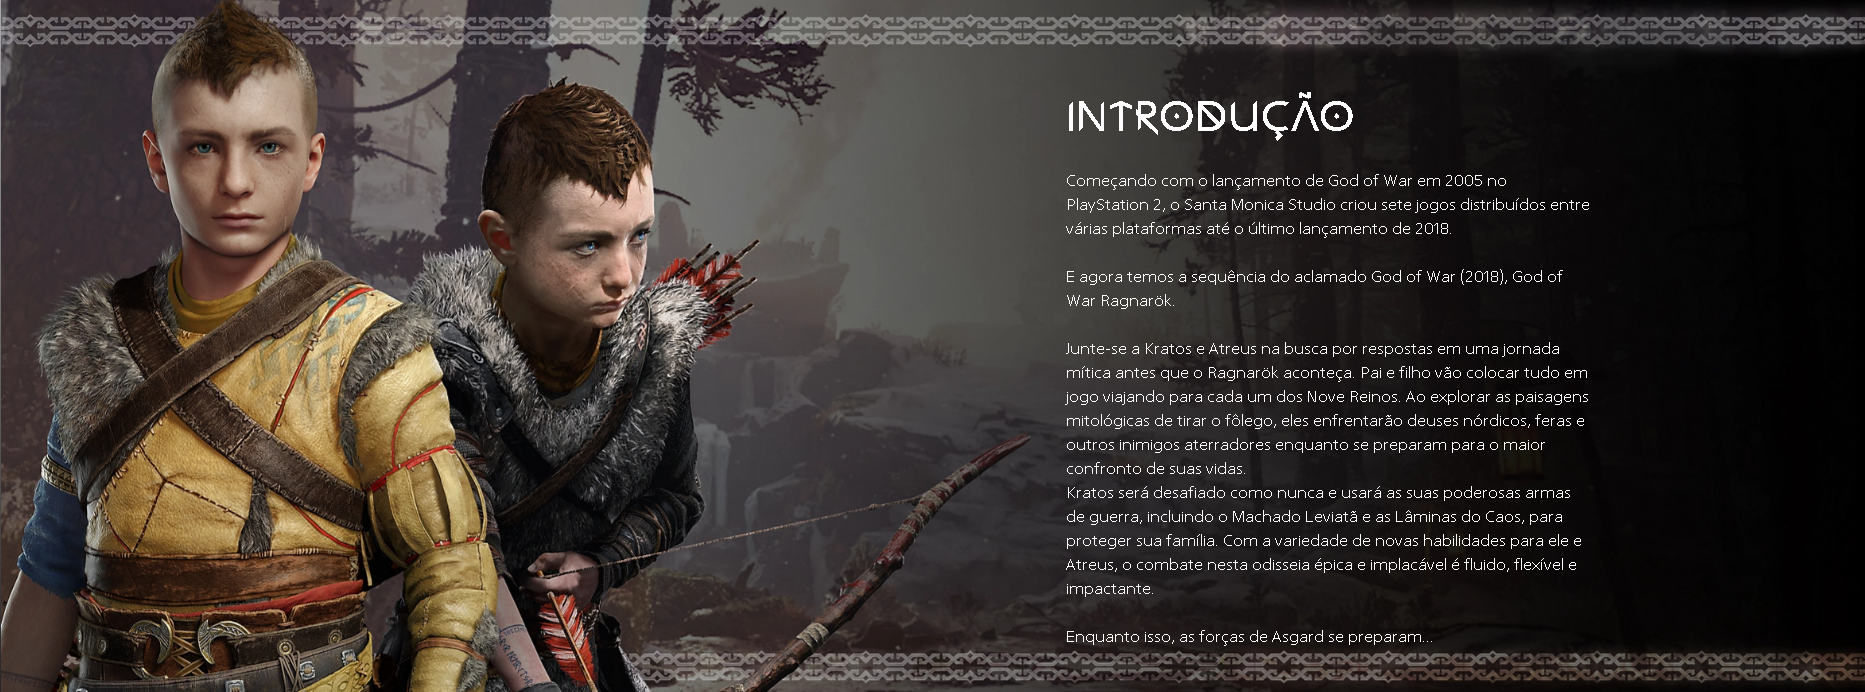 INTRODUÇÃO
Começando com o lançamento de God of War em 2005 no
PlayStation 2, o Santa Monica Studio criou sete jogos distribuídos entre
várias plataformas até o último lançamento de 2018.
E agora temos a sequência do aclamado God of War (2018), God of
War Ragnarök.
Junte-se a Kratos e Atreus na busca por respostas em uma jornada
mítica antes que o Ragnarök aconteça. Pai e filho vão colocar tudo em
jogo viajando para cada um dos Nove Reinos. Ao explorar as paisagens
mitológicas de tirar o fôlego, eles enfrentarão deuses nórdicos, feras e
outros inimigos aterradores enquanto se preparam para o maior
confronto de suas vidas.
Kratos será desafiado como nunca e usará as suas poderosas armas
de guerra, incluindo o Machado Leviatã e as Lâminas do Caos, para
proteger sua família. Com a variedade de novas habilidades para ele e
Atreus, o combate nesta odisseia épica e implacável é fluido, flexível e
impactante.
Enquanto isso, as forças de Asgard se preparam...